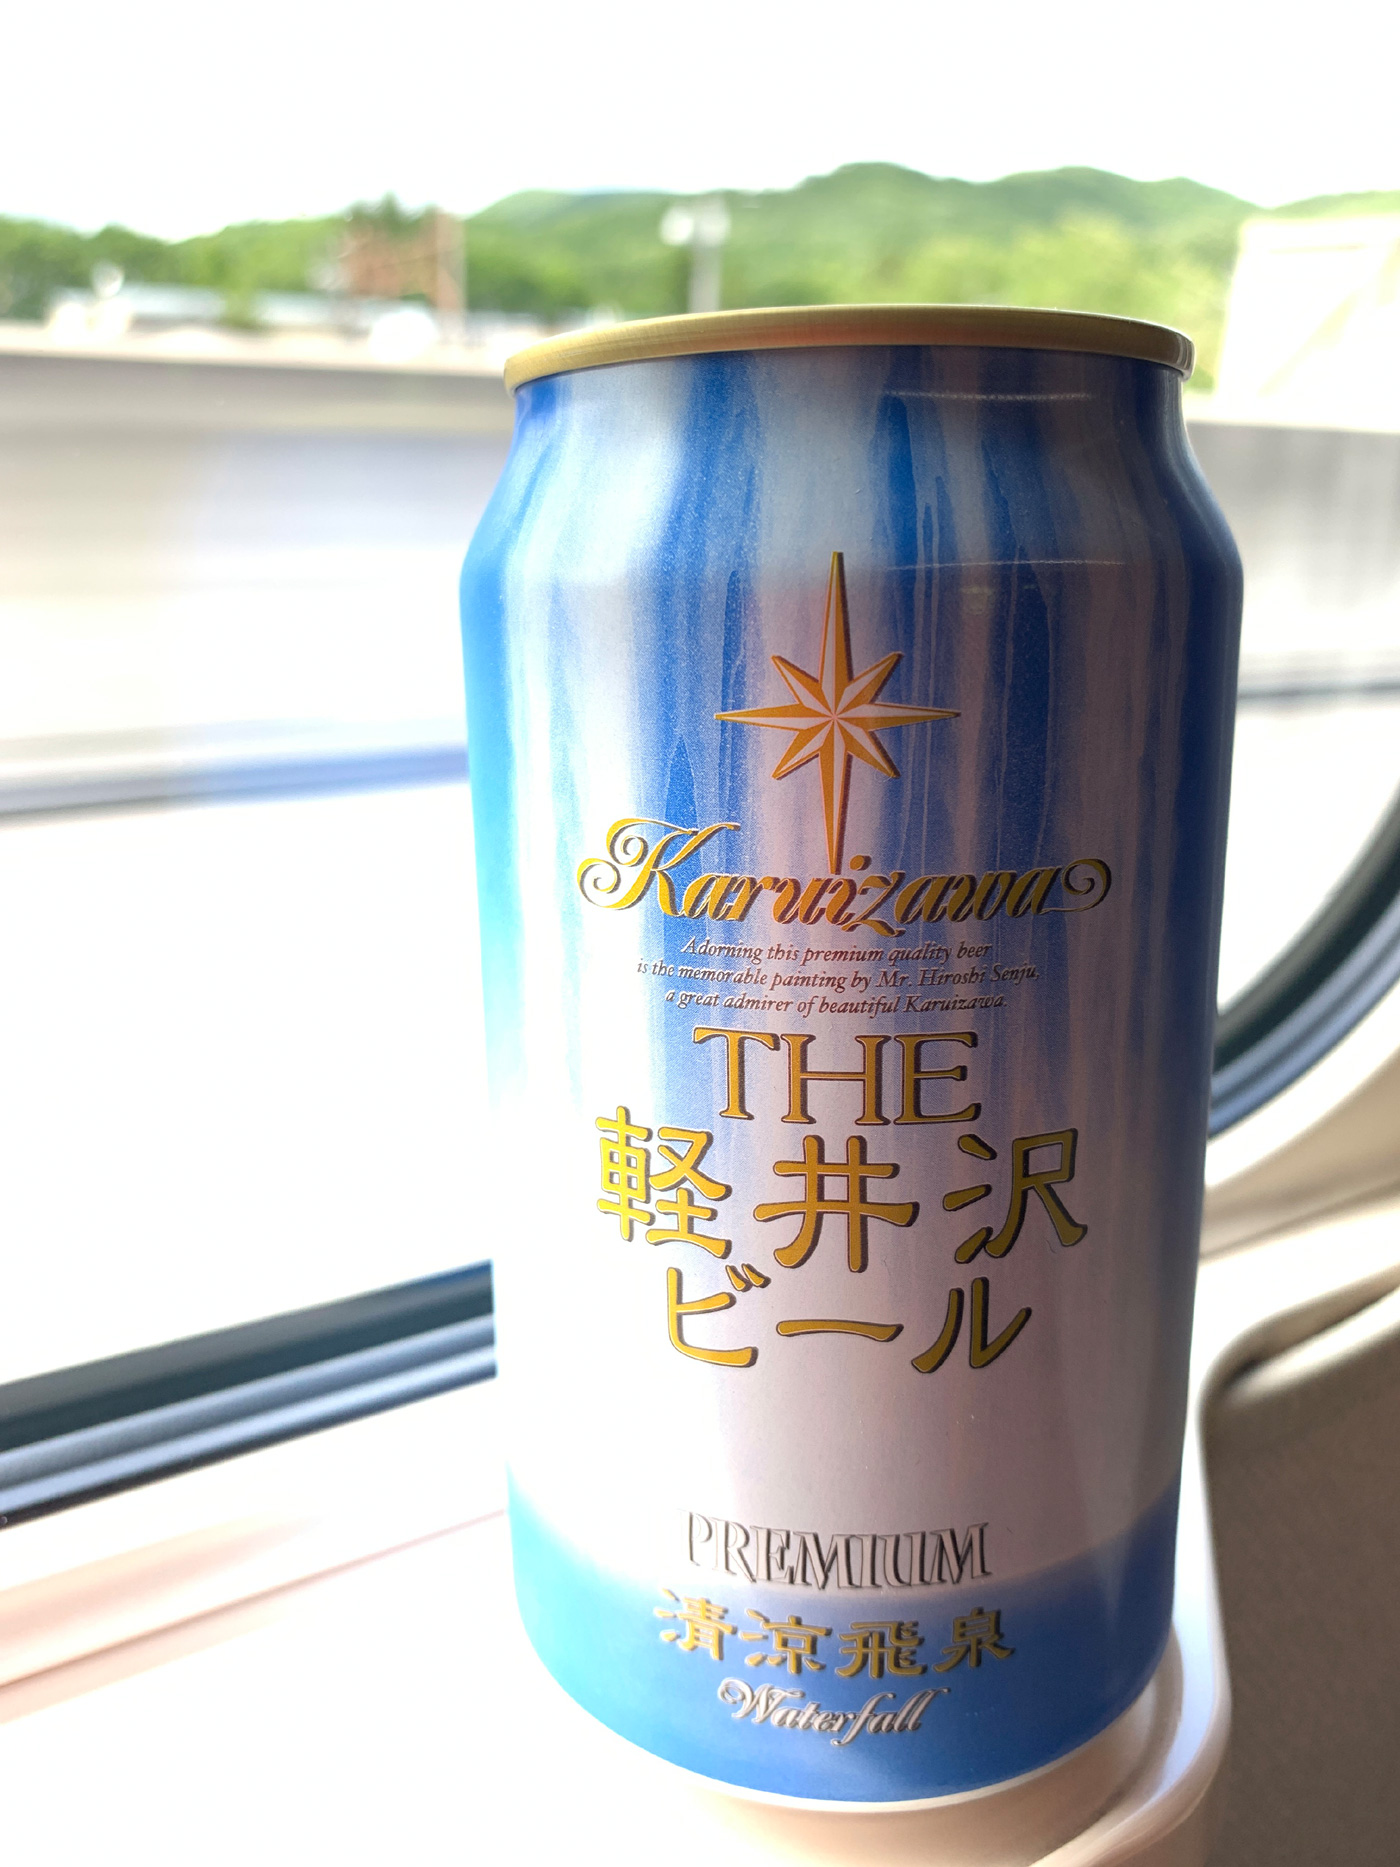 Karuizawa
Adorning this premium quality beer
is the memorable painting by Mr. Hiroshi Senju,
a great admirer of beautiful Karuizawa.
THE
軽井沢
ビール
PREMIUM
清涼飛泉
Waterfall